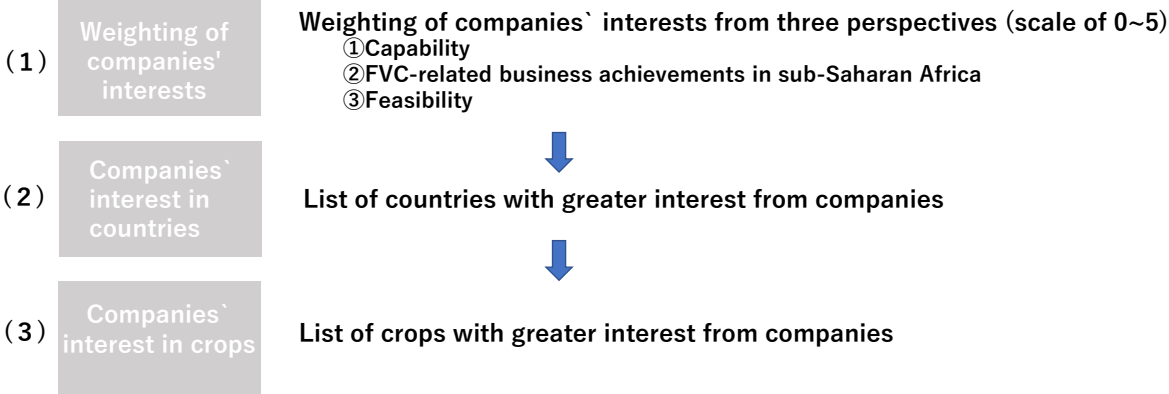 (1)
Weighting of
companies'
interests
Weighting of companies` interests from three perspectives (scale of 0~5)
①Capability
②FVC-related business achievements in sub-Saharan Africa
③Feasibility
(2)
Companies`
interest in
countries
List of countries with greater interest from companies
(3)
Companies`
interest in crops
List of crops with greater interest from companies